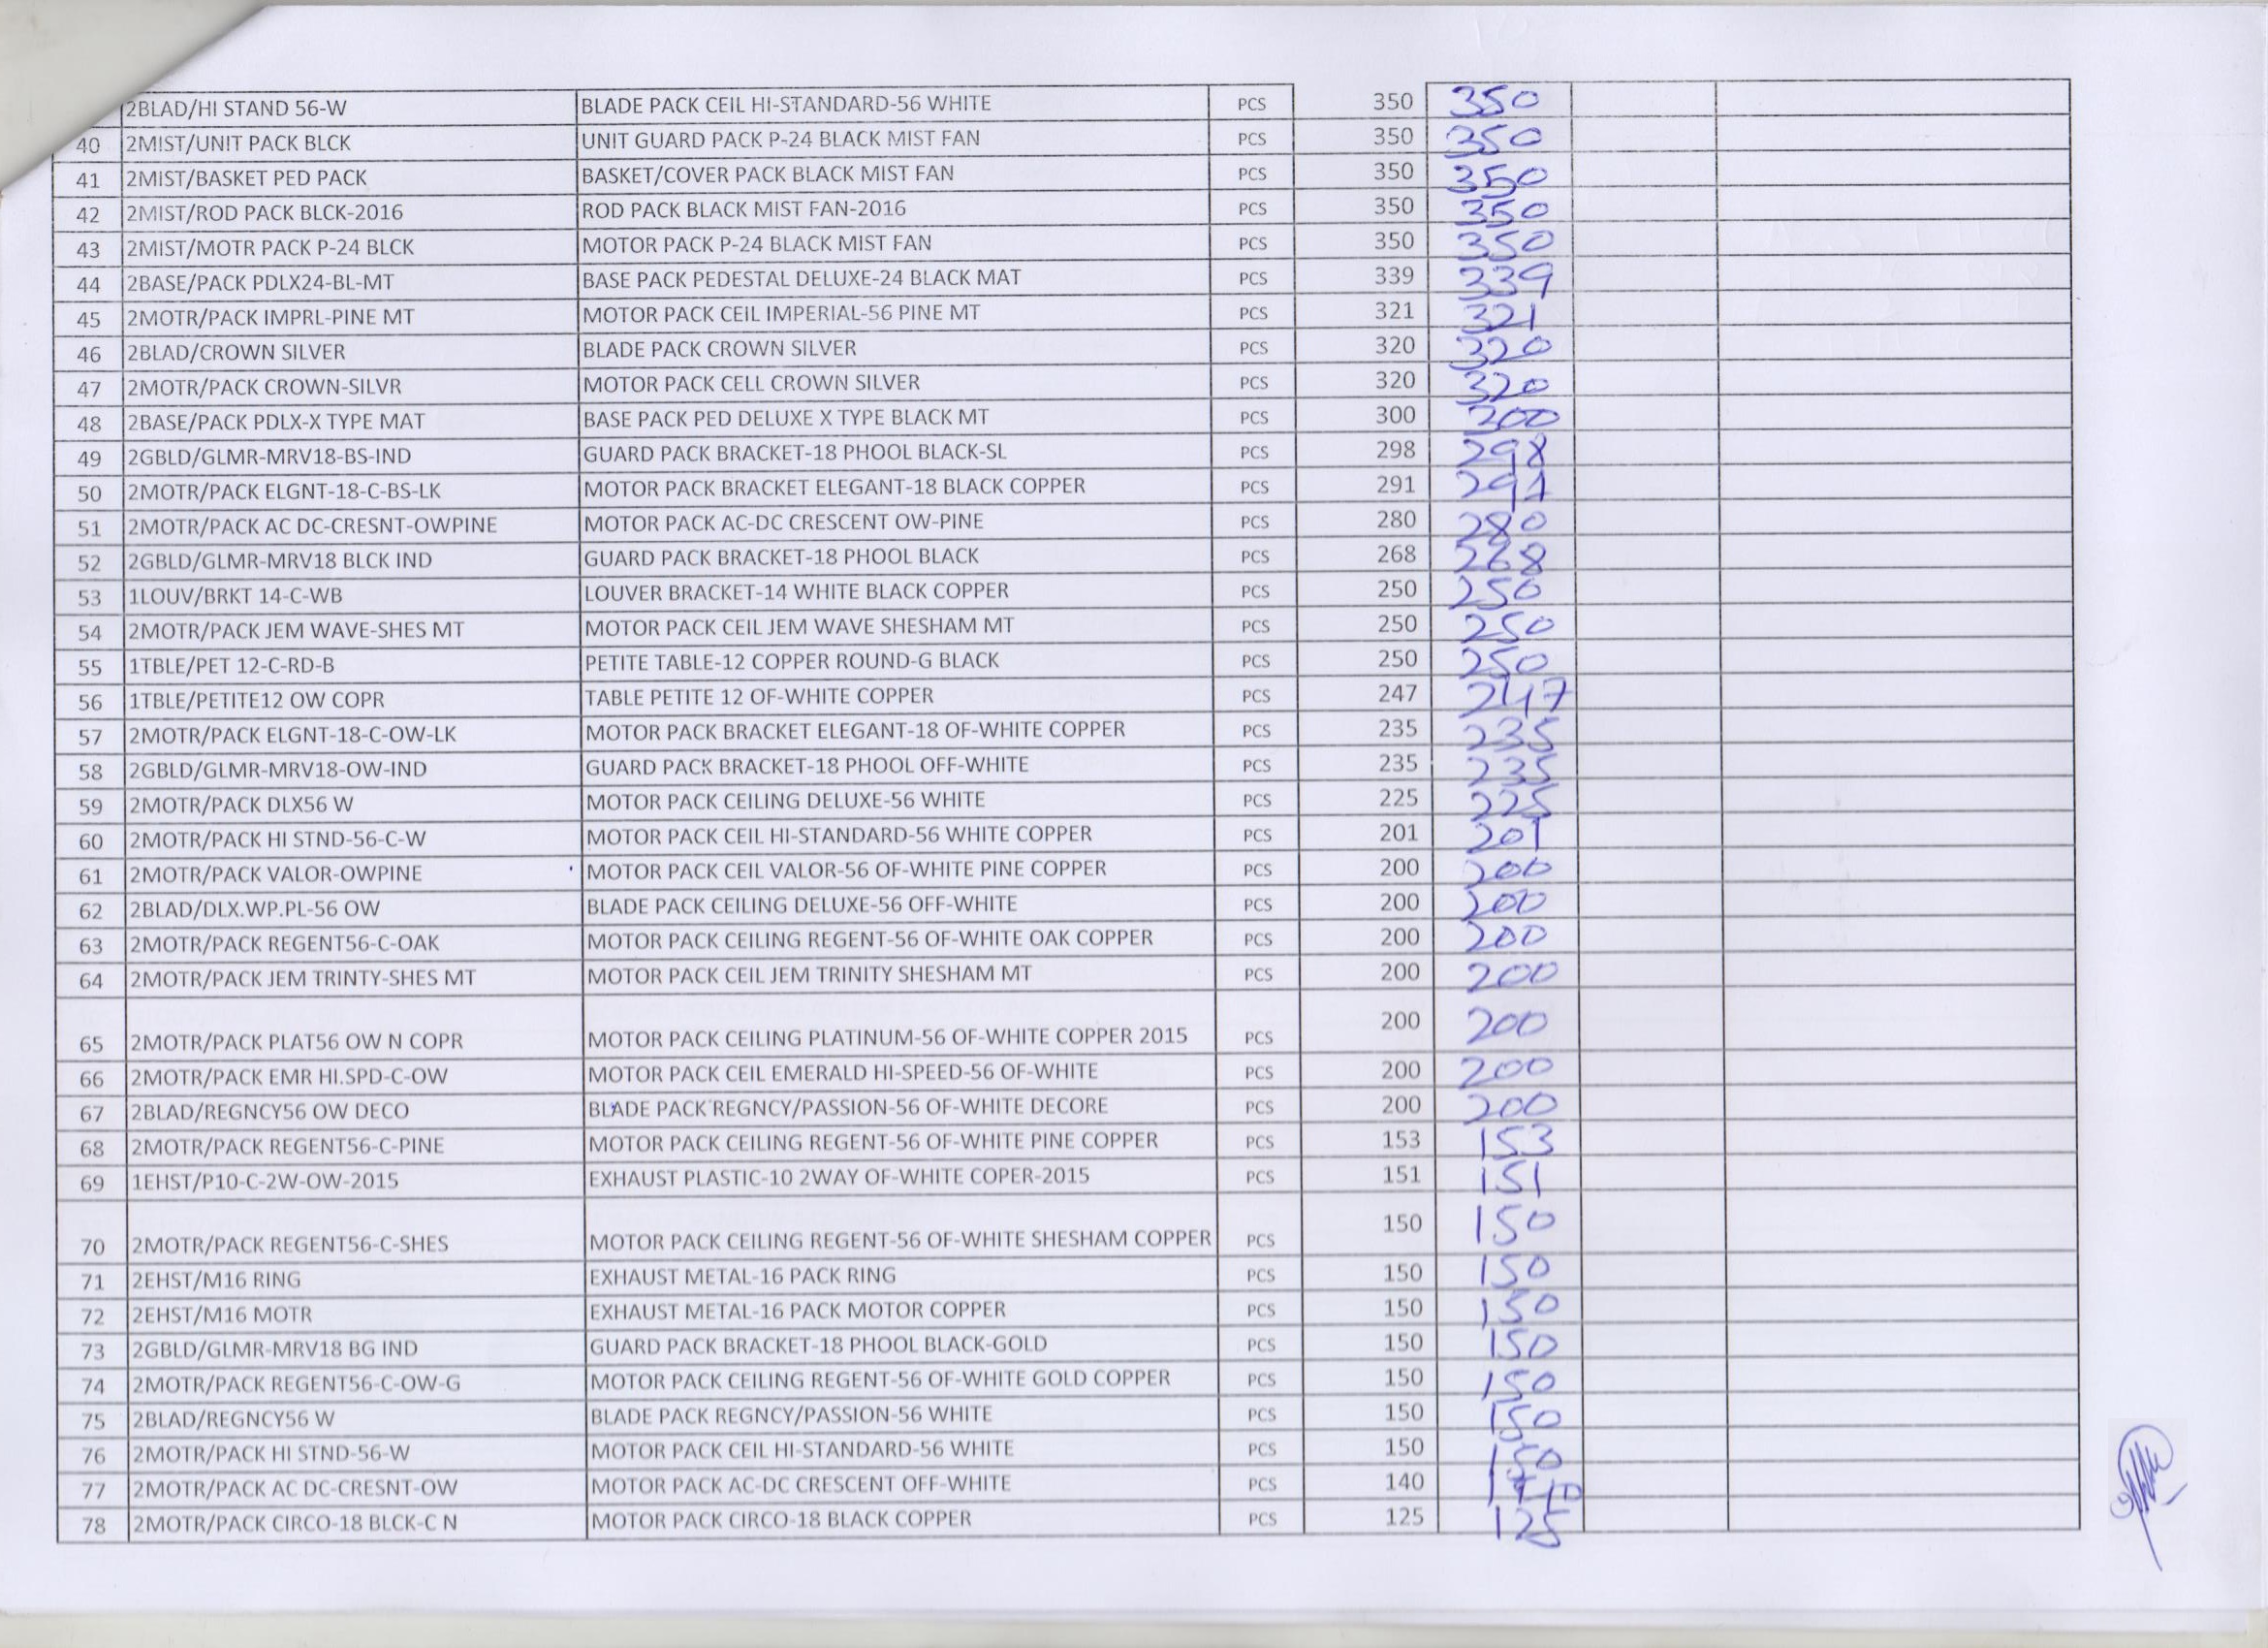 2BLAD/HI STAND 56-W BLADE PACK CEIL HI-STANDARD-56 WHITE PCS 350 350
40 2MIST/UNIT PACK BLCK UNIT GUARD PACK P-24 BLACK MIST FAN PCS 350 350
41 2MIST/BASKET PED PACK BASKET/COVER PACK BLACK MIST FAN PCS 350 350
42 2MIST/ROD PACK BLCK-2016 ROD PACK BLACK MIST FAN-2016 PCS 350 350
43 2MIST/MOTR PACK P-24 BLCK MOTOR PACK P-24 BLACK MIST FAN PCS 350 350
44 2BASE/PACK PDLX24-BL-MT BASE PACK PEDESTAL DELUXE-24 BLACK MAT PCS 339 339
45 2MOTR/PACK IMPRL-PINE MT MOTOR PACK CEIL IMPERIAL-56 PINE MT PCS 321 321
46 2BLAD/CROWN SILVER BLADE PACK CROWN SILVER PCS 320 320
47 2MOTR/PACK CROWN-SILVR MOTOR PACK CELL CROWN SILVER PCS 320 320
48 2BASE/PACK PDLX-X TYPE MAT BASE PACK PED DELUXE X TYPE BLACK MT PCS 300 300
49 2GBLD/GLMR-MRV18-BS-IND GUARD PACK BRACKET-18 PHOOL BLACK-SL PCS 298 298
50 2MOTR/PACK ELGNT-18-C-BS-LK MOTOR PACK BRACKET ELEGANT-18 BLACK COPPER PCS 291 291
51 2MOTR/PACK AC DC-CRESNT-OWPINE MOTOR PACK AC-DC CRESCENT OW-PINE PCS 280 280
52 2GBLD/GLMR-MRV18 BLCK IND GUARD PACK BRACKET-18 PHOOL BLACK PCS 268 268
53 1LOUV/BRKT 14-C-WB LOUVER BRACKET-14 WHITE BLACK COPPER PCS 250 250
54 2MOTR/PACK JEM WAVE-SHES MT MOTOR PACK CEIL JEM WAVE SHESHAM MT PCS 250 250
55 1TBLE/PET 12-C-RD-B PETITE TABLE-12 COPPER ROUND-G BLACK PCS 250 250
56 1TBLE/PETITE12 OW COPR TABLE PETITE 12 OF-WHITE COPPER PCS 247 247
57 2MOTR/PACK ELGNT-18-C-OW-LK MOTOR PACK BRACKET ELEGANT-18 OF-WHITE COPPER PCS 235 235
58 2GBLD/GLMR-MRV18-OW-IND GUARD PACK BRACKET-18 PHOOL OFF-WHITE PCS 235 235
59 2MOTR/PACK DLX56 W MOTOR PACK CEILING DELUXE-56 WHITE PCS 225 225
60 2MOTR/PACK HI STND-56-C-W MOTOR PACK CEIL HI-STANDARD-56 WHITE COPPER PCS 201 201
61 2MOTR/PACK VALOR-OWPINE MOTOR PACK CEIL VALOR-56 OF-WHITE PINE COPPER PCS 200 200
62 2BLAD/DLX.WP.PL-56 OW BLADE PACK CEILING DELUXE-56 OFF-WHITE PCS 200 200
63 2MOTR/PACK REGENT56-C-OAK MOTOR PACK CEILING REGENT-56 OF-WHITE OAK COPPER PCS 200 200
64 2MOTR/PACK JEM TRINTY-SHES MT MOTOR PACK CEIL JEM TRINITY SHESHAM MT PCS 200 200
65 2MOTR/PACK PLAT56 OW N COPR MOTOR PACK CEILING PLATINUM-56 OF-WHITE COPPER 2015 PCS 200 200
66 2MOTR/PACK EMR HI.SPD-C-OW MOTOR PACK CEIL EMERALD HI-SPEED-56 OF-WHITE PCS 200 200
67 2BLAD/REGNCY56 OW DECO BLADE PACK REGNCY/PASSION-56 OF-WHITE DECORE PCS 200 200
68 2MOTR/PACK REGENT56-C-PINE MOTOR PACK CEILING REGENT-56 OF-WHITE PINE COPPER PCS 153 153
69 1EHST/P10-C-2W-OW-2015 EXHAUST PLASTIC-10 2WAY OF-WHITE COPER-2015 PCS 151 151
70 2MOTR/PACK REGENT56-C-SHES MOTOR PACK CEILING REGENT-56 OF-WHITE SHESHAM COPPER PCS 150 150
71 2EHST/M16 RING EXHAUST METAL-16 PACK RING PCS 150 150
72 2EHST/M16 MOTR EXHAUST METAL-16 PACK MOTOR COPPER PCS 150 150
73 2GBLD/GLMR-MRV18 BG IND GUARD PACK BRACKET-18 PHOOL BLACK-GOLD PCS 150 150
74 2MOTR/PACK REGENT56-C-OW-G MOTOR PACK CEILING REGENT-56 OF-WHITE GOLD COPPER PCS 150 150
75 2BLAD/REGNCY56 W BLADE PACK REGNCY/PASSION-56 WHITE PCS 150 150
76 2MOTR/PACK HI STND-56-W MOTOR PACK CEIL HI-STANDARD-56 WHITE PCS 150 150
77 2MOTR/PACK AC DC-CRESNT-OW MOTOR PACK AC-DC CRESCENT OFF-WHITE PCS 140
78 2MOTR/PACK CIRCO-18 BLCK-C N MOTOR PACK CIRCO-18 BLACK COPPER PCS 125 125